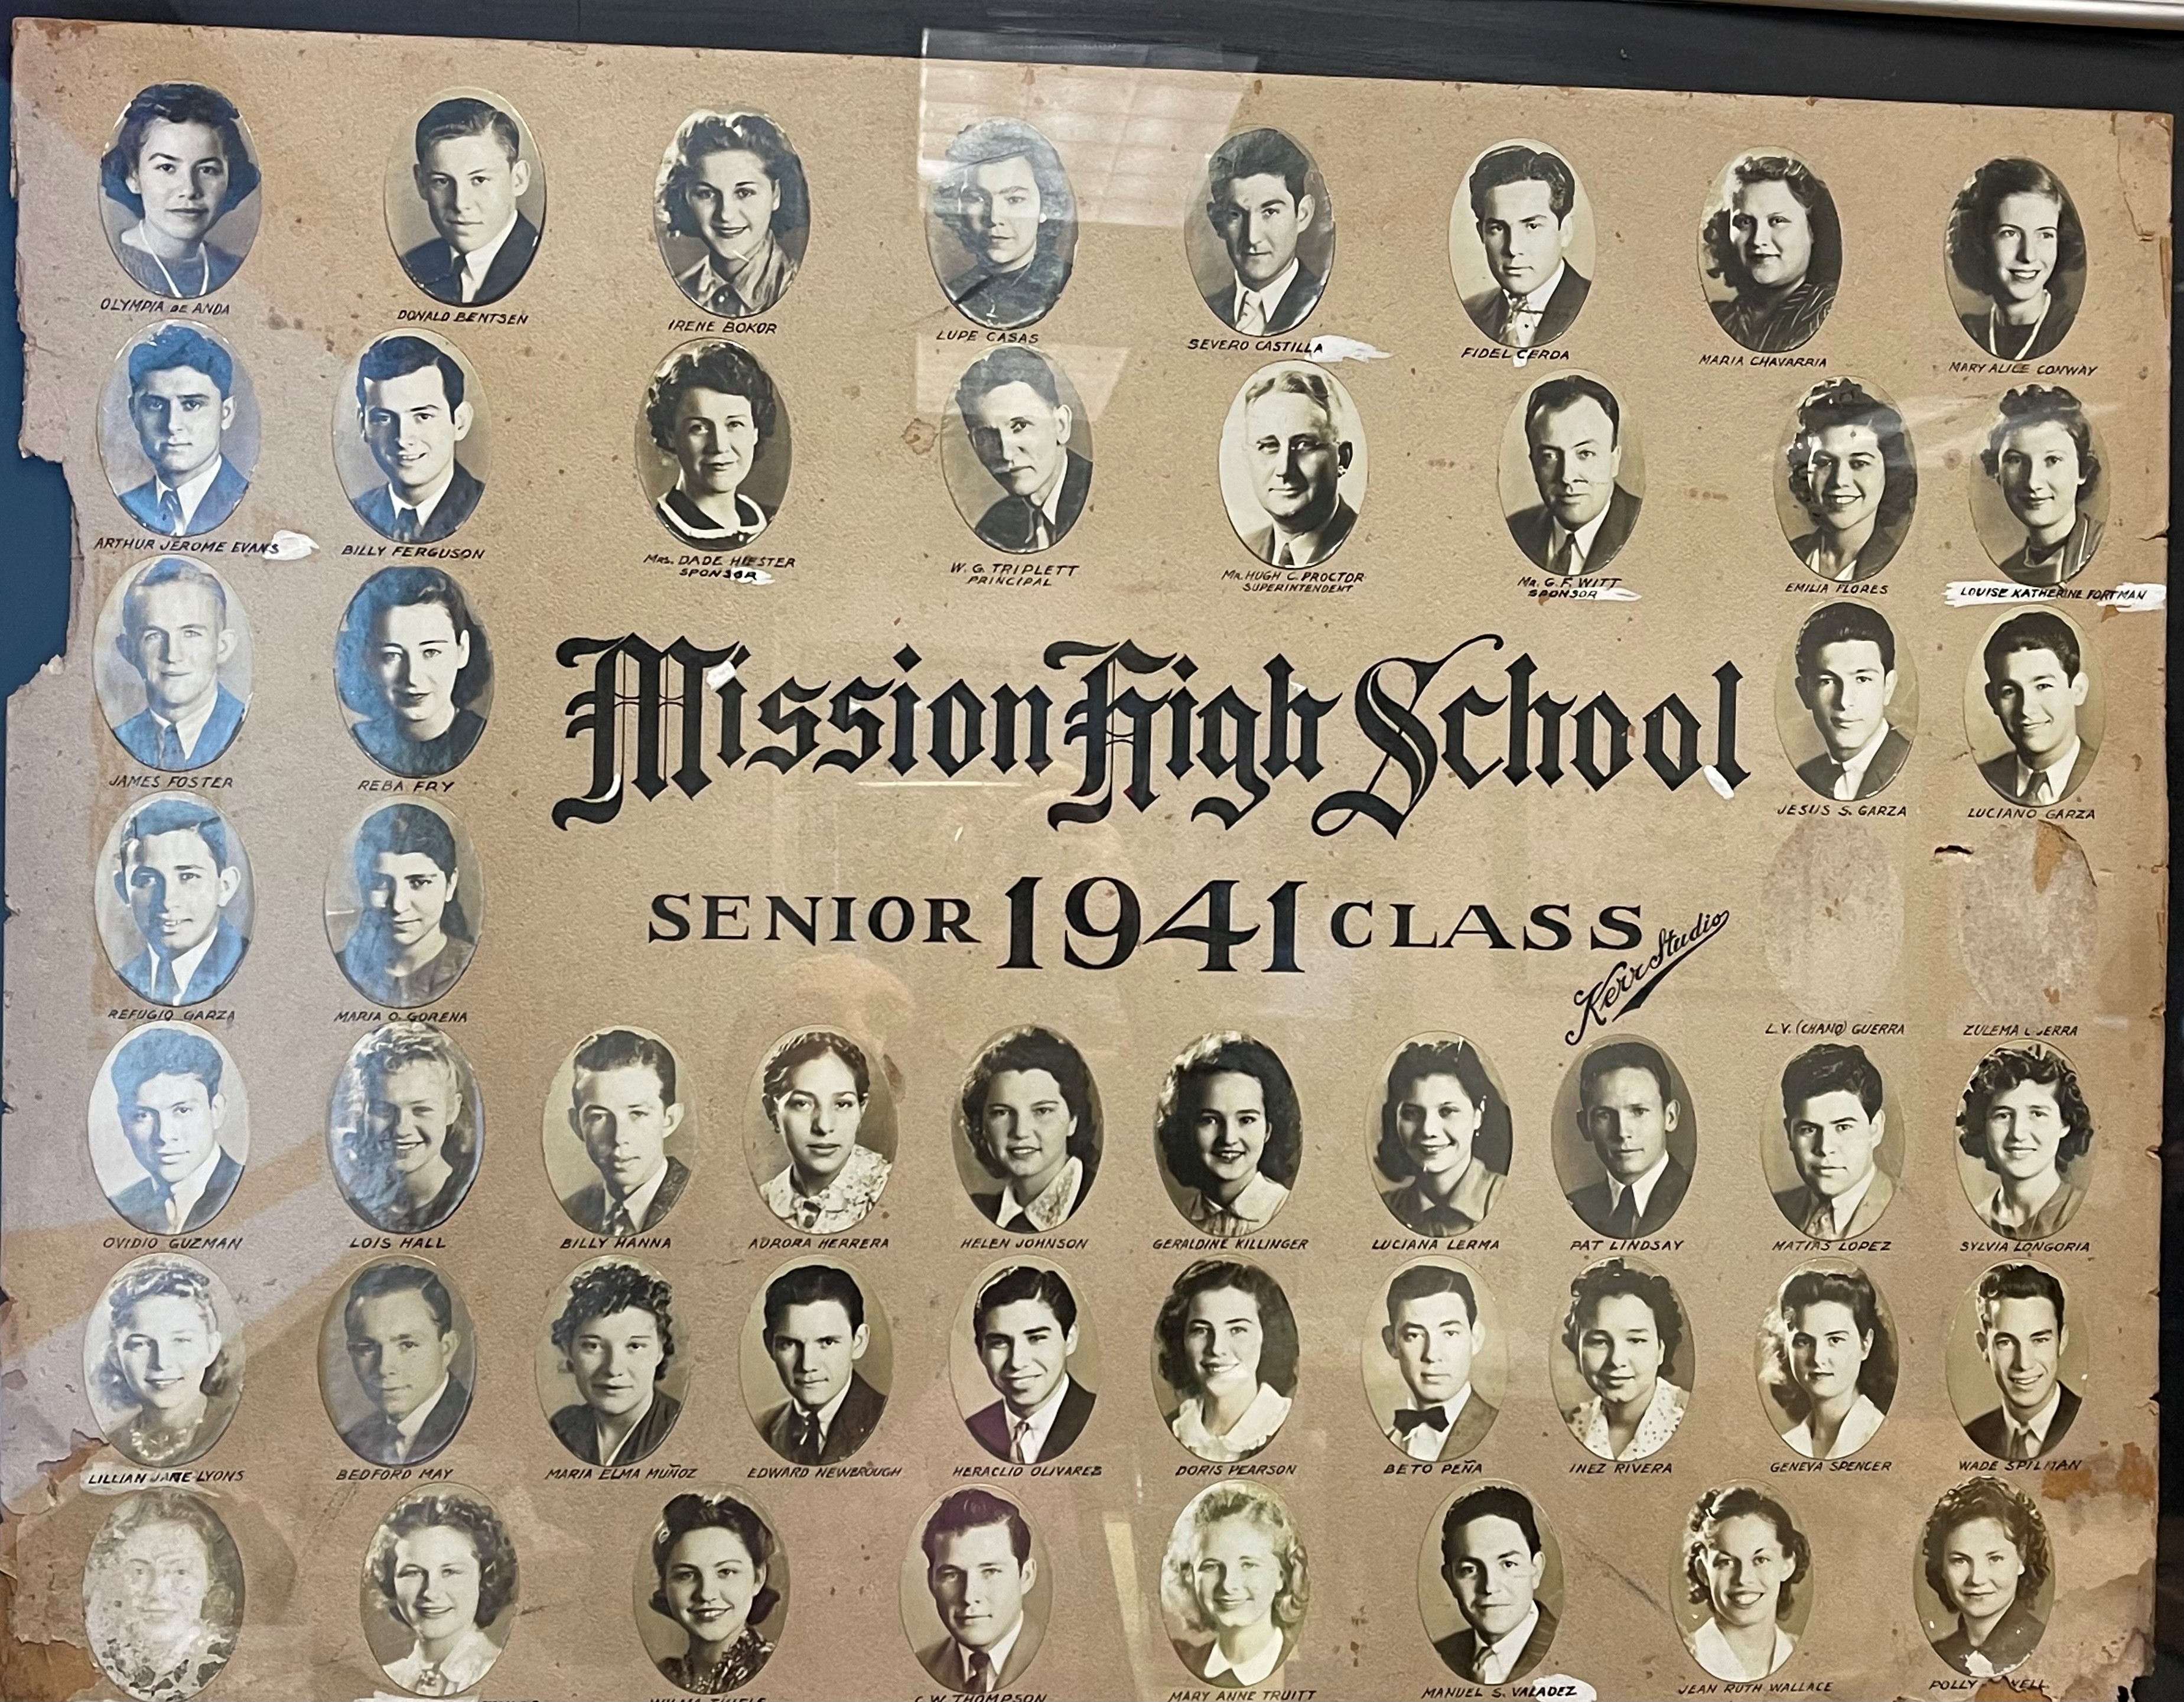 OLYMPIA DE ANDA
DONALD BENTSEN
IRENE BOKOR
LUPE CASAS
SEVERO CASTILLA
FIDEL CERDA
MARIA CHAVARRIA
MARY ALICE CONWAY
ARTHUR JEROME EVANS
BILLY FERGUSON
MRS. DADE HIESTER
SPONSOR
W. G. TRIPLETT
PRINCIPAL
MR. HUGH C. PROCTOR
SUPERINTENDENT
MR. G. F. WITT
SPONSOR
EMILIA FLORES
LOUISE KATHERINE FORTMAN
JAMES FOSTER
REBA FRY
Mission High School
JESUS S. GARZA
LUCIANO GARZA
SENIOR 1941 CLASS
Kerr Studio
REFUGIO GARZA
MARIA O. GORENA
L.V. (CHANO) GUERRA
ZULEMA
OVIDIO GUZMAN
LOIS HALL
BILLY HANNA
AURORA HERRERA
HELEN JOHNSON
GERALDINE KILLINGER
LUCIANA LERMA
PAT LINDSAY
MATIAS LOPEZ
SYLVIA LONGORIA
LILLIAN JANE LYONS
BEDFORD MAY
MARIA ELMA MUÑOZ
EDWARD NEWBROUGH
HERACLIO OLIVAREZ
DORIS PEARSON
BETO PEÑA
INEZ RIVERA
GENEVA SPENCER
WADE SPILMAN
C. W. THOMPSON
MARY ANNE TRUITT
MANUEL S. VALADEZ
JEAN RUTH WALLACE
POLLY